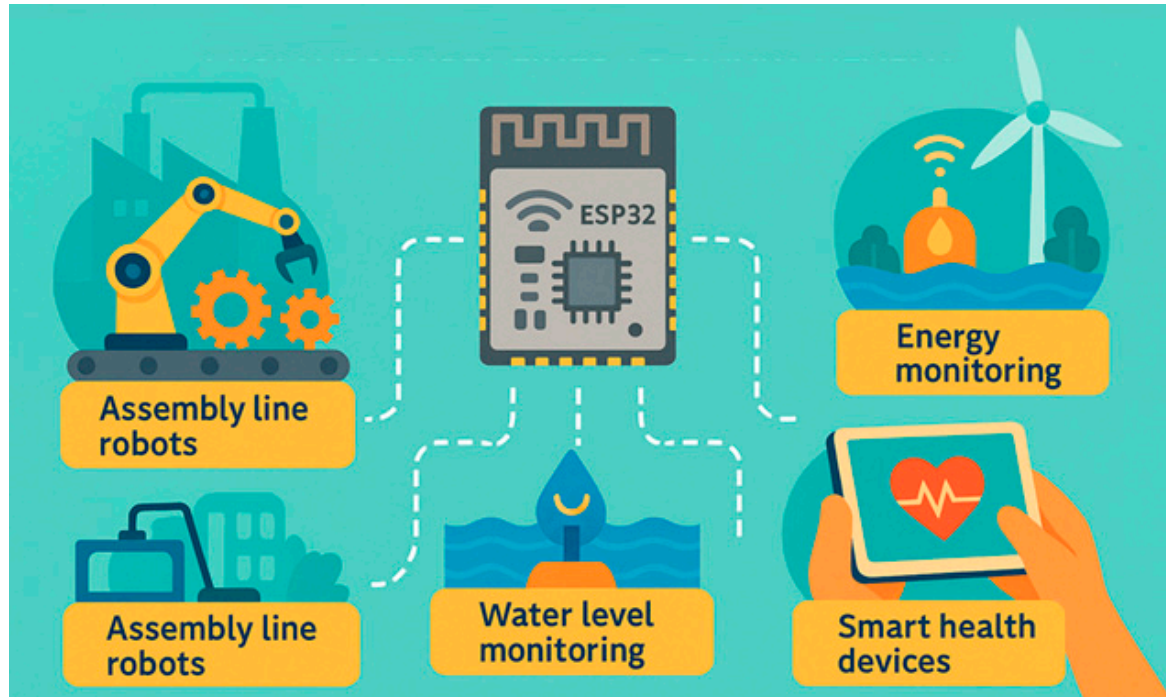 ESP32
Assembly line
robots
Energy
monitoring
Assembly line
robots
Water level
monitoring
Smart health
devices